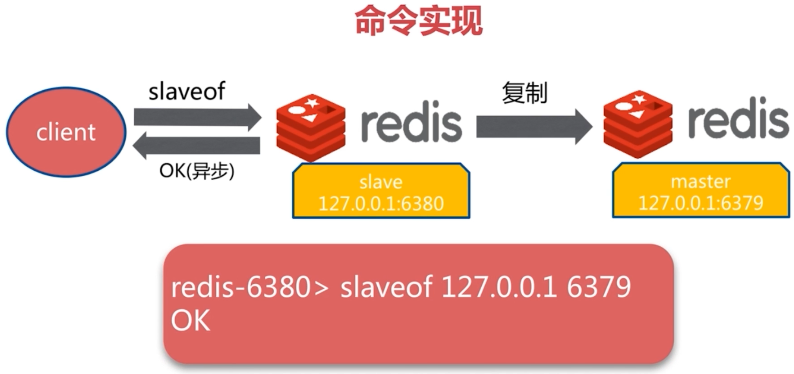 命令实现
slaveof
复制
client
redis
redis
OK(异步)
slave
127.0.0.1:6380
master
127.0.0.1:6379
redis-6380> slaveof 127.0.0.1 6379
OK